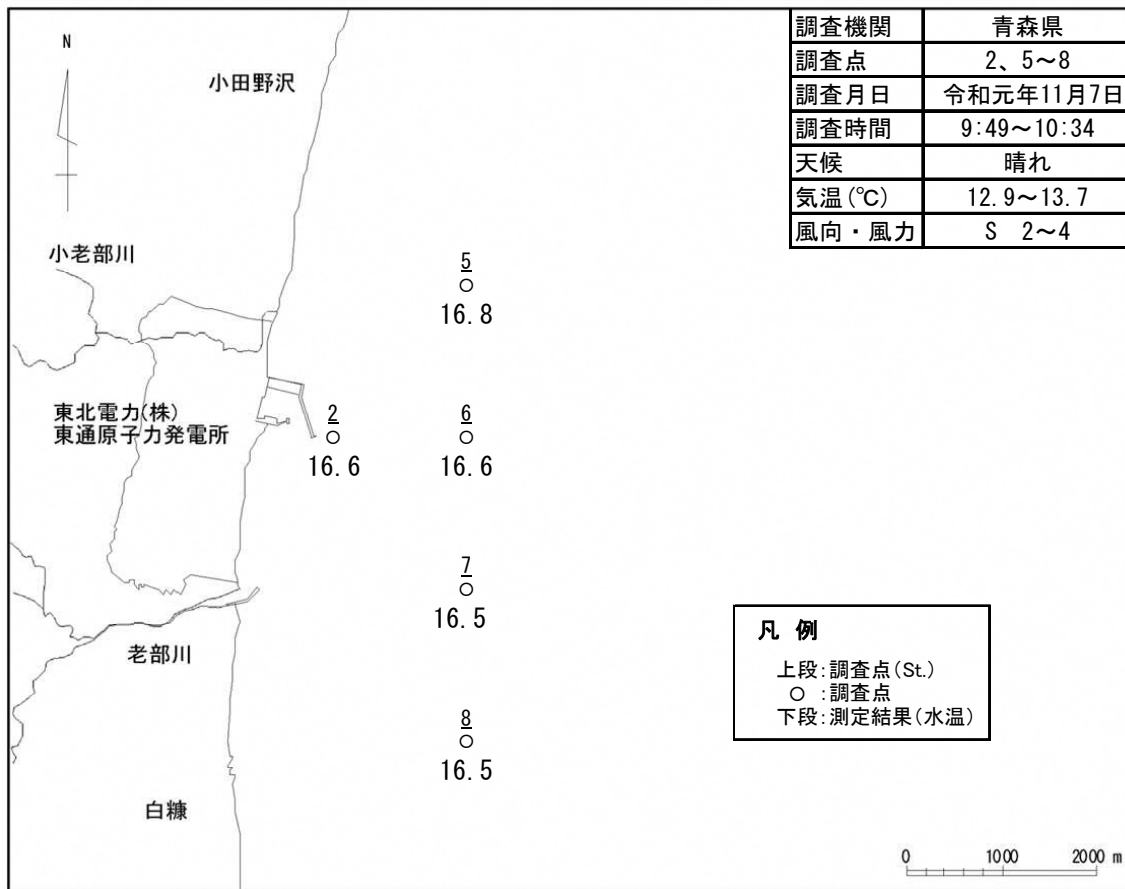 N
小田野沢
調査機関 青森県
調査点 2、5～8
調査月日 令和元年11月7日
調査時間 9:49～10:34
天候 晴れ
気温(℃) 12.9～13.7
風向・風力 S 2～4
小老部川
5
16.8
東北電力(株)
東通原子力発電所
2
16.6
6
16.6
7
16.5
老部川
凡 例
上段:調査点(St.)
○ :調査点
下段:測定結果(水温)
8
16.5
白糠
0 1000 2000 m